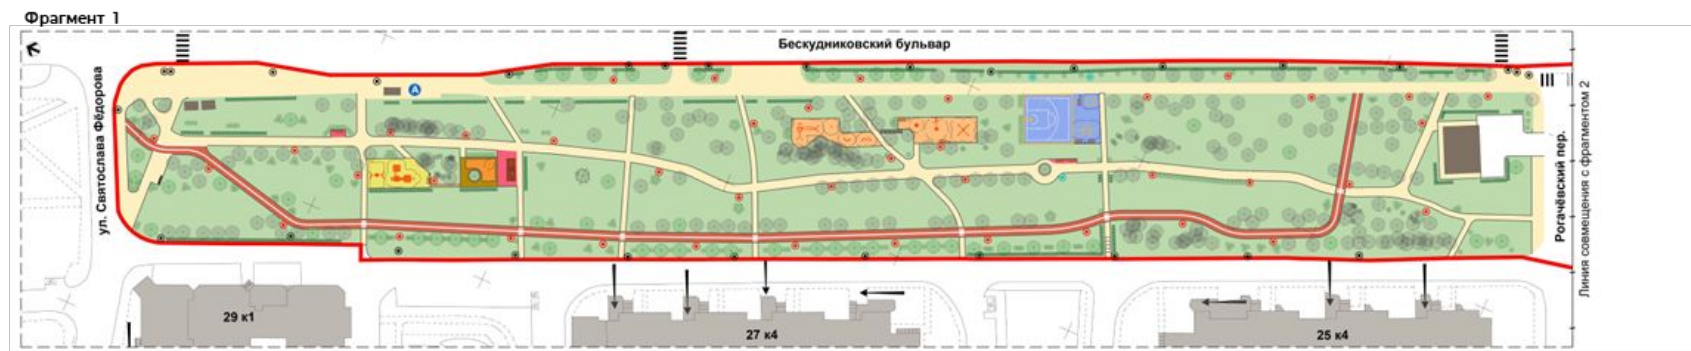 Фрагмент 1
Бескудниковский бульвар
А
ул. Святослава Фёдорова
Рогачёвский пер.
Линия совмещения с фрагментом 2
29 к1
27 к4
25 к4